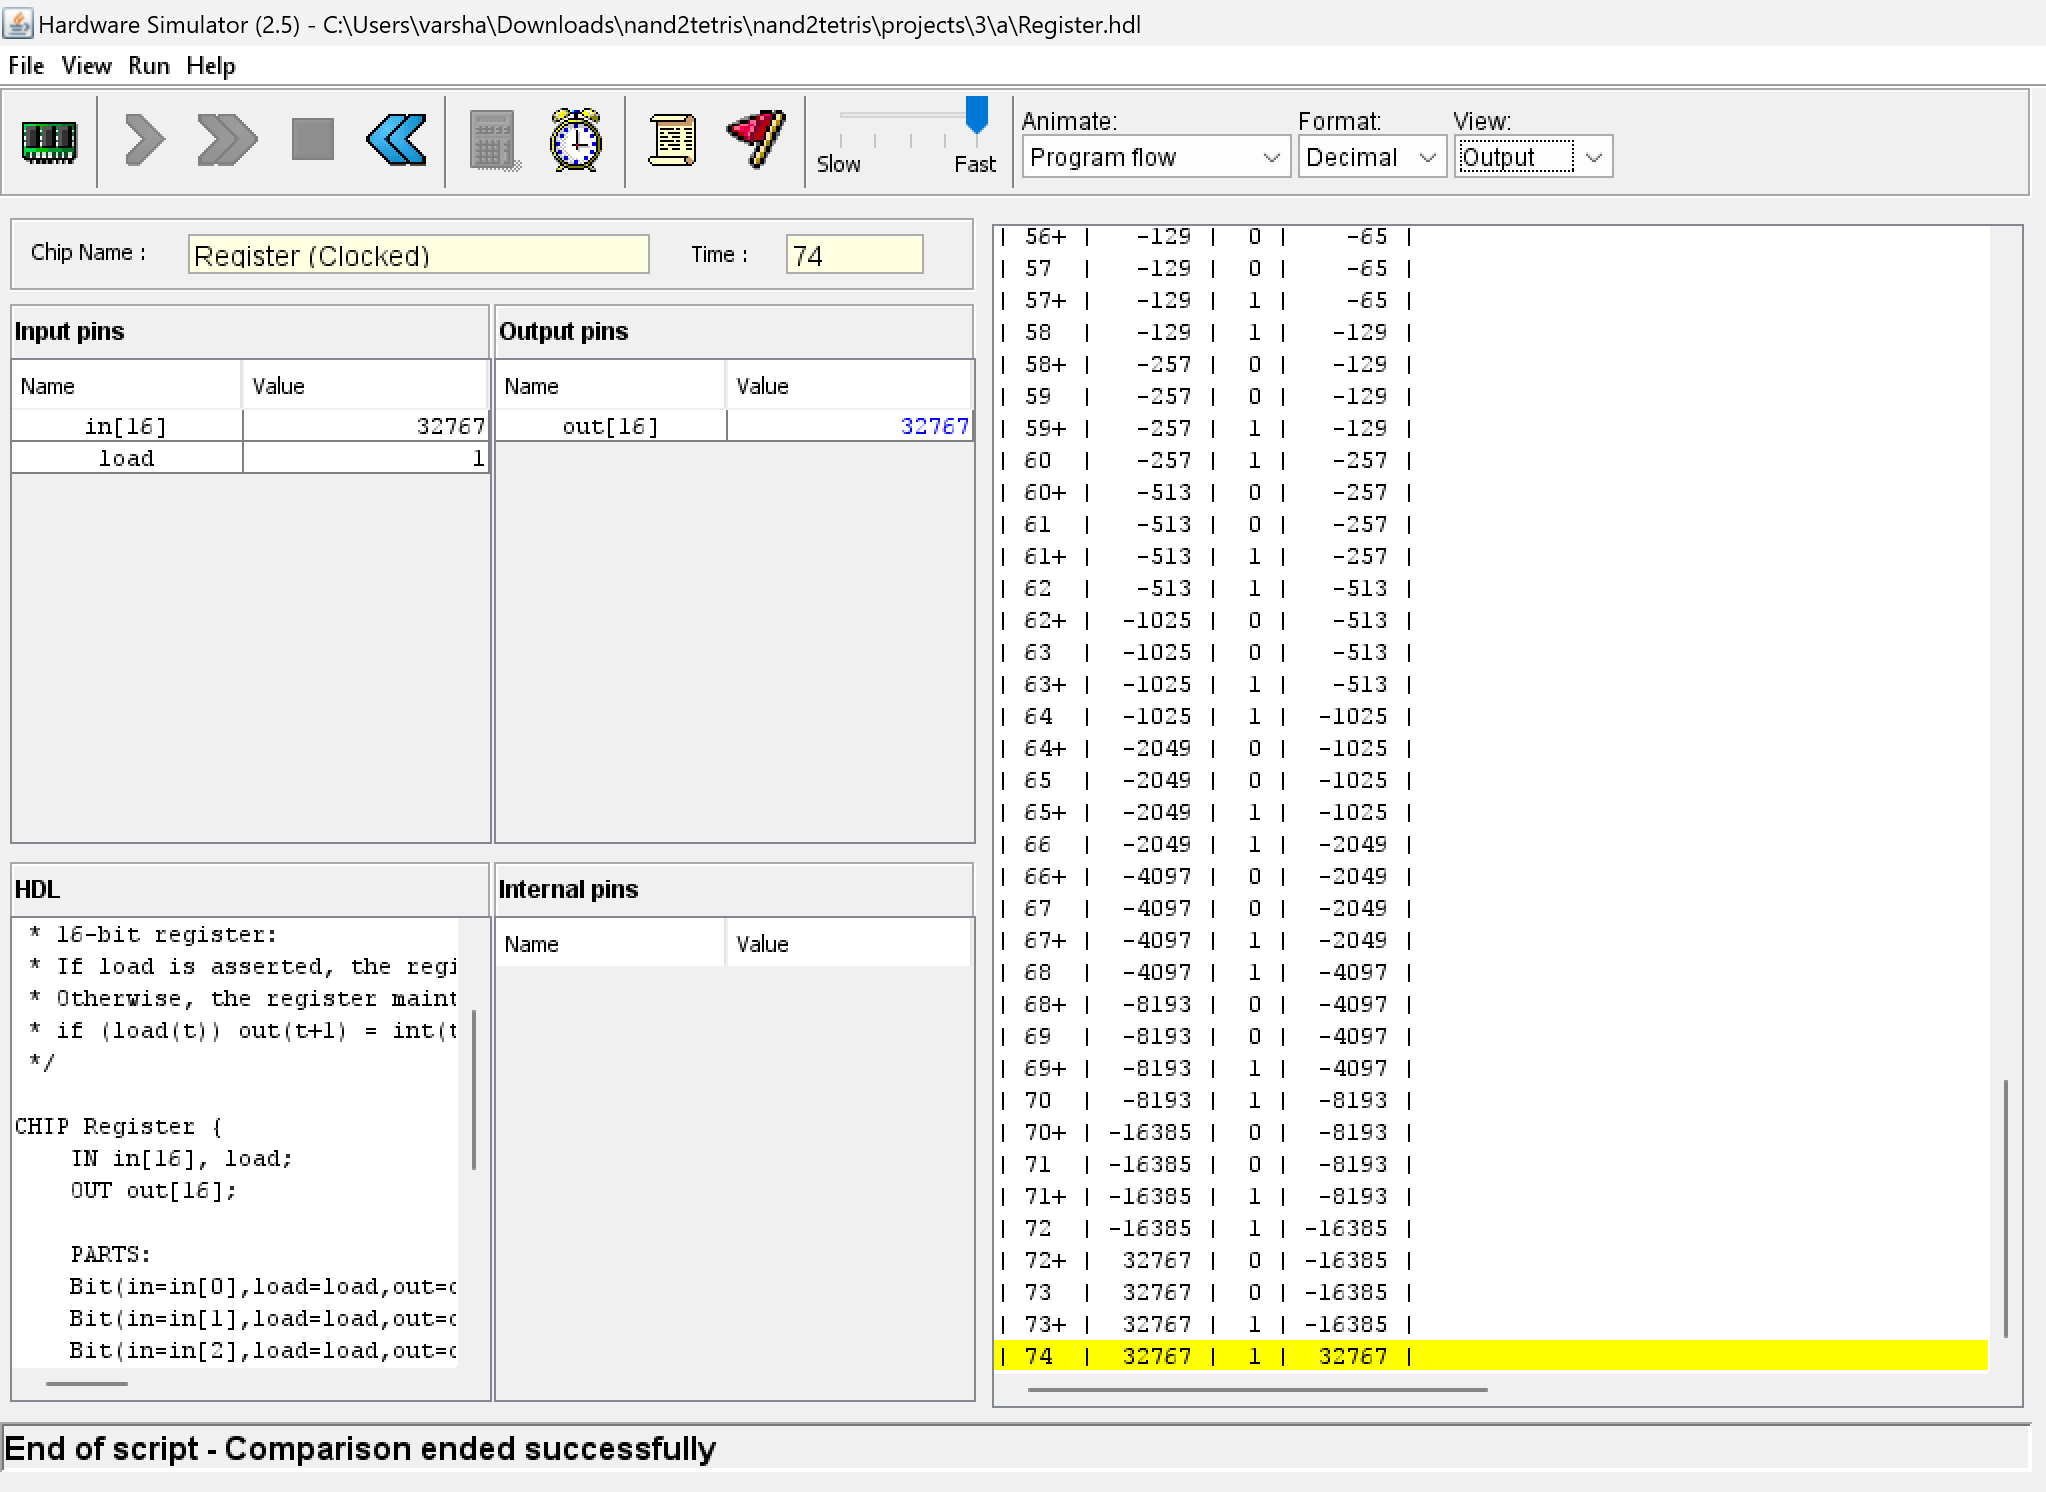 Hardware Simulator (2.5) - C:\Users\varsha\Downloads\nand2tetris\nand2tetris\projects\3\a\Register.hdl
File View Run Help
Slow Fast
Animate: Format: View:
Program flow Decimal Output
Chip Name : Register (Clocked) Time : 74
Input pins
Name Value
in[16] 32767
load 1
Output pins
Name Value
out[16] 32767
HDL
* 16-bit register:
* If load is asserted, the regi
* Otherwise, the register maint
* if (load(t)) out(t+1) = int(t
*/
CHIP Register {
IN in[16], load;
OUT out[16];
PARTS:
Bit(in=in[0],load=load,out=o
Bit(in=in[1],load=load,out=o
Bit(in=in[2],load=load,out=o
Internal pins
Name Value
| 56+ | -129 | 0 | -65 |
| 57 | -129 | 0 | -65 |
| 57+ | -129 | 1 | -65 |
| 58 | -129 | 1 | -129 |
| 58+ | -257 | 0 | -129 |
| 59 | -257 | 0 | -129 |
| 59+ | -257 | 1 | -129 |
| 60 | -257 | 1 | -257 |
| 60+ | -513 | 0 | -257 |
| 61 | -513 | 0 | -257 |
| 61+ | -513 | 1 | -257 |
| 62 | -513 | 1 | -513 |
| 62+ | -1025 | 0 | -513 |
| 63 | -1025 | 0 | -513 |
| 63+ | -1025 | 1 | -513 |
| 64 | -1025 | 1 | -1025 |
| 64+ | -2049 | 0 | -1025 |
| 65 | -2049 | 0 | -1025 |
| 65+ | -2049 | 1 | -1025 |
| 66 | -2049 | 1 | -2049 |
| 66+ | -4097 | 0 | -2049 |
| 67 | -4097 | 0 | -2049 |
| 67+ | -4097 | 1 | -2049 |
| 68 | -4097 | 1 | -4097 |
| 68+ | -8193 | 0 | -4097 |
| 69 | -8193 | 0 | -4097 |
| 69+ | -8193 | 1 | -4097 |
| 70 | -8193 | 1 | -8193 |
| 70+ | -16385 | 0 | -8193 |
| 71 | -16385 | 0 | -8193 |
| 71+ | -16385 | 1 | -8193 |
| 72 | -16385 | 1 | -16385 |
| 72+ | 32767 | 0 | -16385 |
| 73 | 32767 | 0 | -16385 |
| 73+ | 32767 | 1 | -16385 |
| 74 | 32767 | 1 | 32767 |
End of script - Comparison ended successfully